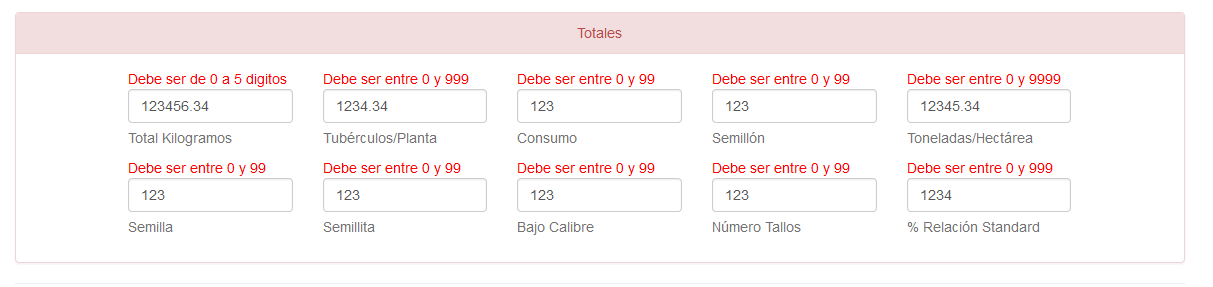 Totales
Debe ser de 0 a 5 digitos Debe ser entre 0 y 999 Debe ser entre 0 y 99 Debe ser entre 0 y 99 Debe ser entre 0 y 9999
123456.34 1234.34 123 123 12345.34
Total Kilogramos Tubérculos/Planta Consumo Semillón Toneladas/Hectárea
Debe ser entre 0 y 99 Debe ser entre 0 y 99 Debe ser entre 0 y 99 Debe ser entre 0 y 99 Debe ser entre 0 y 999
123 123 123 123 1234
Semilla Semillita Bajo Calibre Número Tallos % Relación Standard